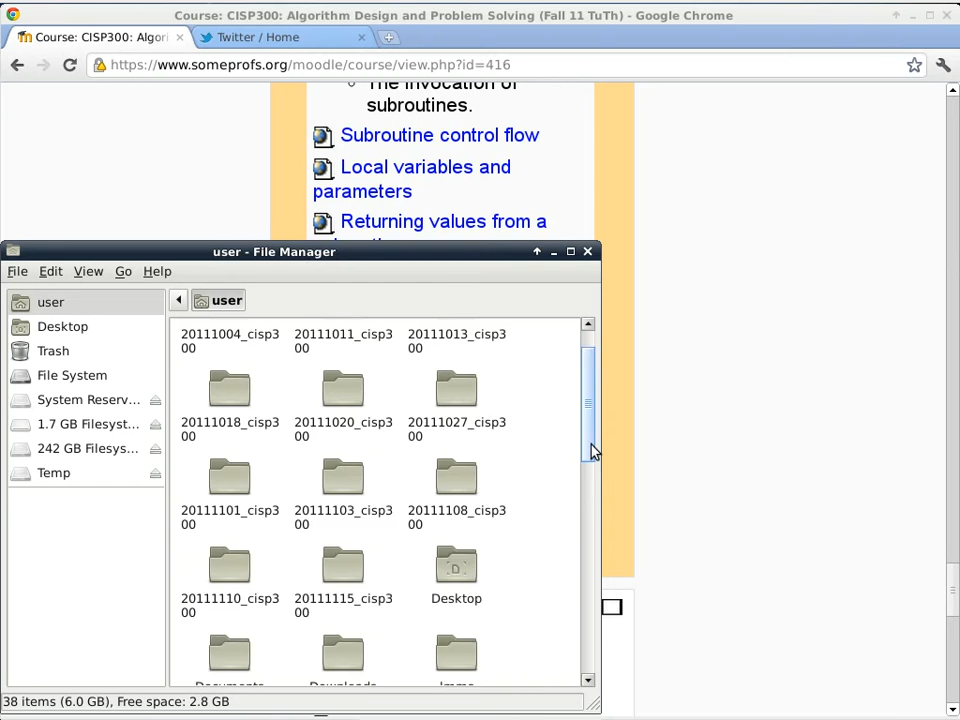 Course: CISP300: Algorithm Design and Problem Solving (Fall 11 TuTh) - Google Chrome
Course: CISP300: Algori
Twitter / Home
https://www.someprofs.org/moodle/course/view.php?id=416
The invocation of
subroutines.
Subroutine control flow
Local variables and
parameters
Returning values from a
user - File Manager
File Edit View Go Help
user
user
Desktop
Trash
File System
System Reserv...
1.7 GB Filesyst...
242 GB Filesys...
Temp
20111004_cisp3
00
20111011_cisp3
00
20111013_cisp3
00
20111018_cisp3
00
20111020_cisp3
00
20111027_cisp3
00
20111101_cisp3
00
20111103_cisp3
00
20111108_cisp3
00
20111110_cisp3
00
20111115_cisp3
00
Desktop
Documents
Downloads
38 items (6.0 GB), Free space: 2.8 GB